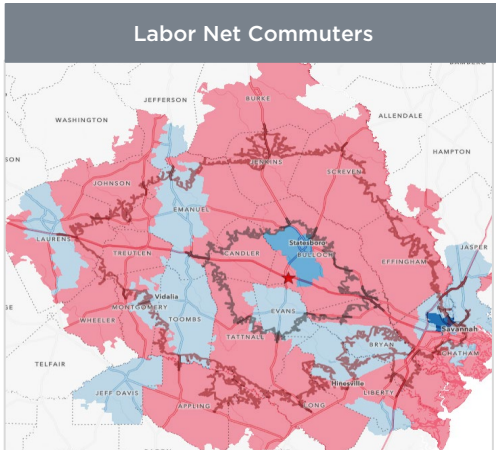 Labor Net Commuters
JEFFERSON
BURKE
ALLENDALE
WASHINGTON
HAMPTON
SON
JENKINS
SCREVEN
JOHNSON
EMANUEL
LAURENS
Statesboro
BULLOCH
JASPER
TREUTLEN
CANDLER
EFFINGHAM
Vidalia
MONTGOMERY
EVANS
WHEELER
TOOMBS
Savannah
TATTNALL
BRYAN
CHATHAM
TELFAIR
Hinesville
JEFF DAVIS
LIBERTY
APPLING
LONG